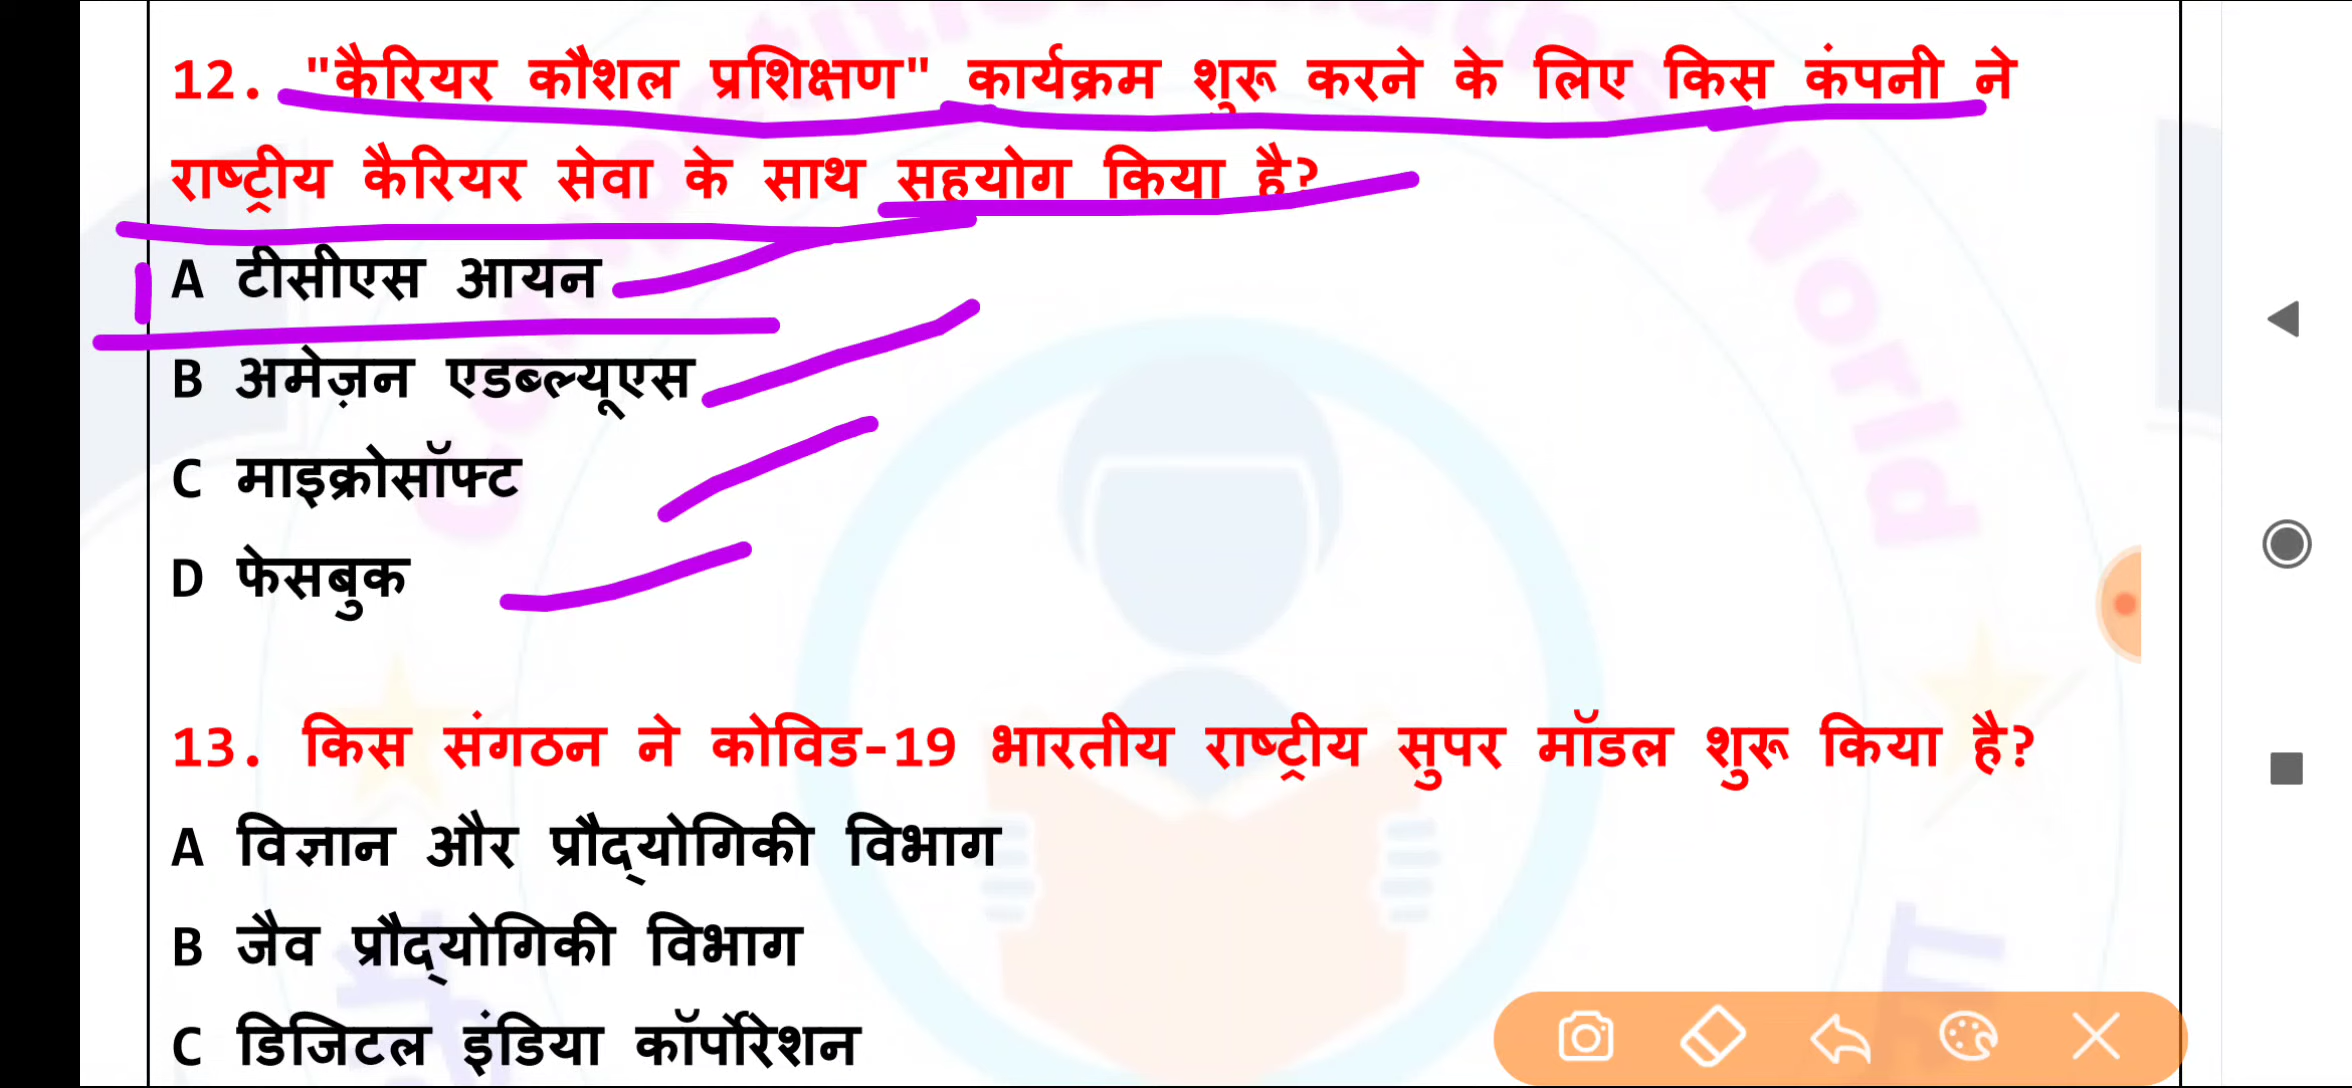 12. "कैरियर कौशल प्रशिक्षण" कार्यक्रम शुरू करने के लिए किस कंपनी ने
राष्ट्रीय कैरियर सेवा के साथ सहयोग किया है?
A टीसीएस आयन
B अमेज़न एडब्ल्यूएस
C माइक्रोसॉफ्ट
D फेसबुक
13. किस संगठन ने कोविड-19 भारतीय राष्ट्रीय सुपर मॉडल शुरू किया है?
A विज्ञान और प्रौद्योगिकी विभाग
B जैव प्रौद्योगिकी विभाग
C डिजिटल इंडिया कॉर्पोरेशन
World